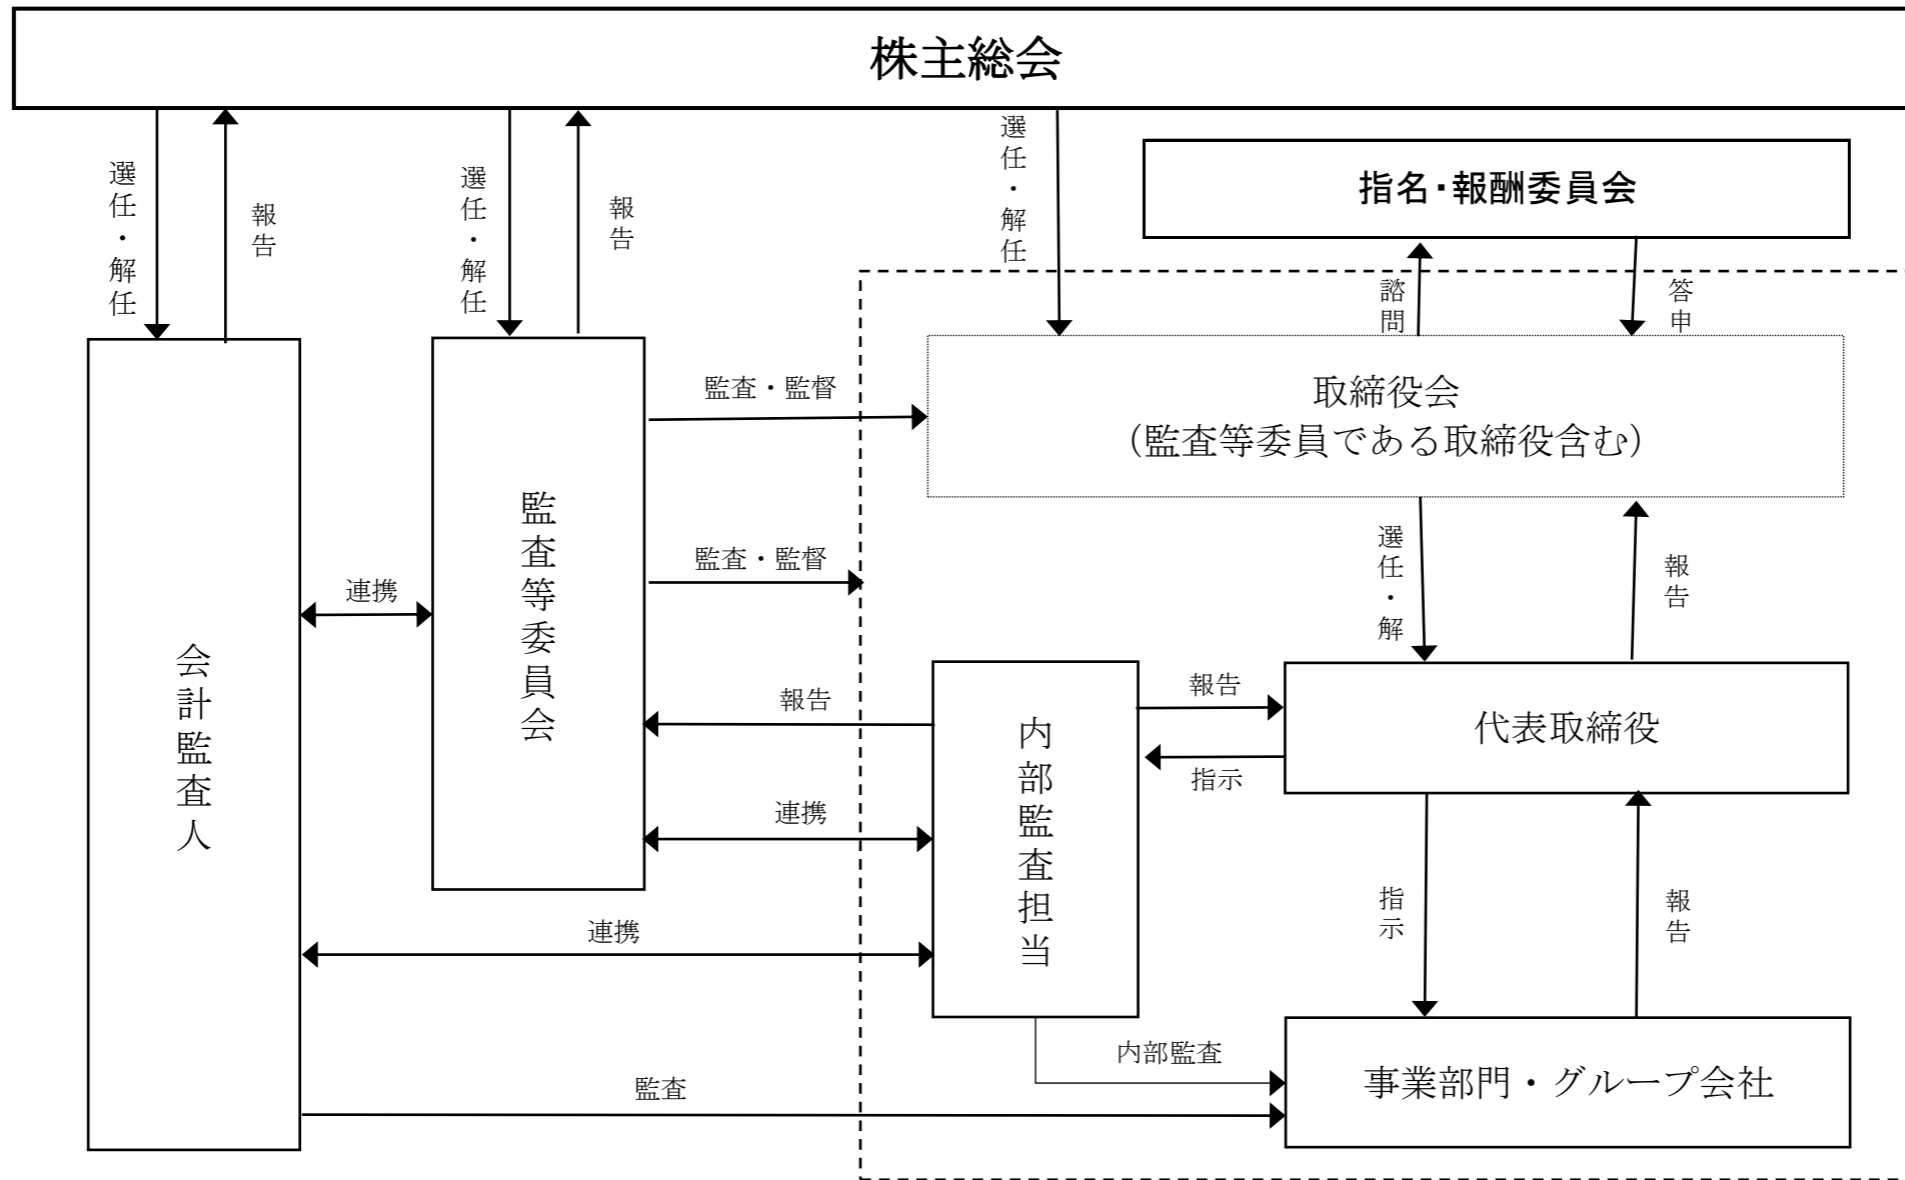 株主総会
選任・解任
報告
選任・解任
報告
選任・解任
指名・報酬委員会
諮問
答申
監査・監督
取締役会
（監査等委員である取締役含む）
監査・監督
選任・解
報告
連携
監査等委員会
会計監査人
報告
内部監査担当
報告
代表取締役
指示
連携
連携
指示
報告
内部監査
事業部門・グループ会社
監査